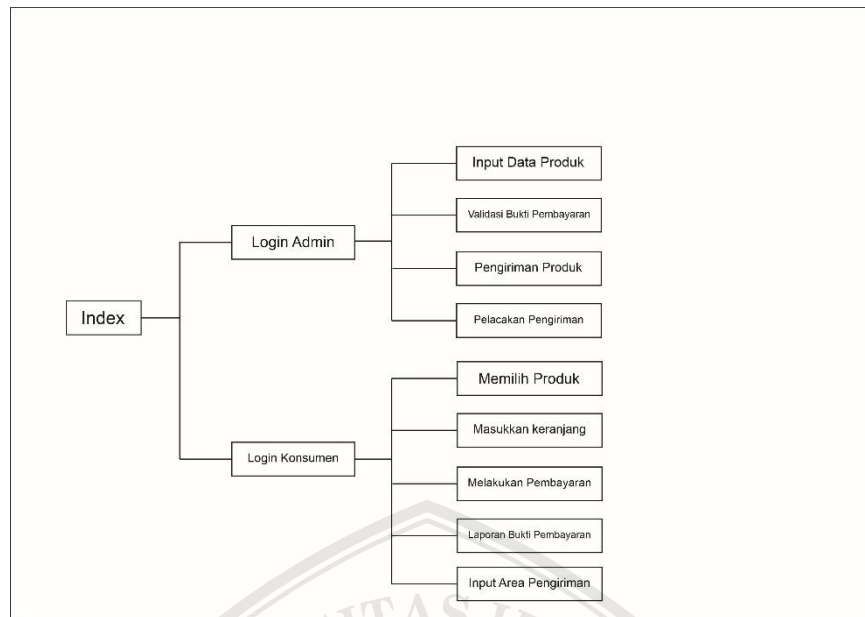 Index
Login Admin
Input Data Produk
Validasi Bukti Pembayaran
Pengiriman Produk
Pelacakan Pengiriman
Login Konsumen
Memilih Produk
Masukkan keranjang
Melakukan Pembayaran
Laporan Bukti Pembayaran
Input Area Pengiriman